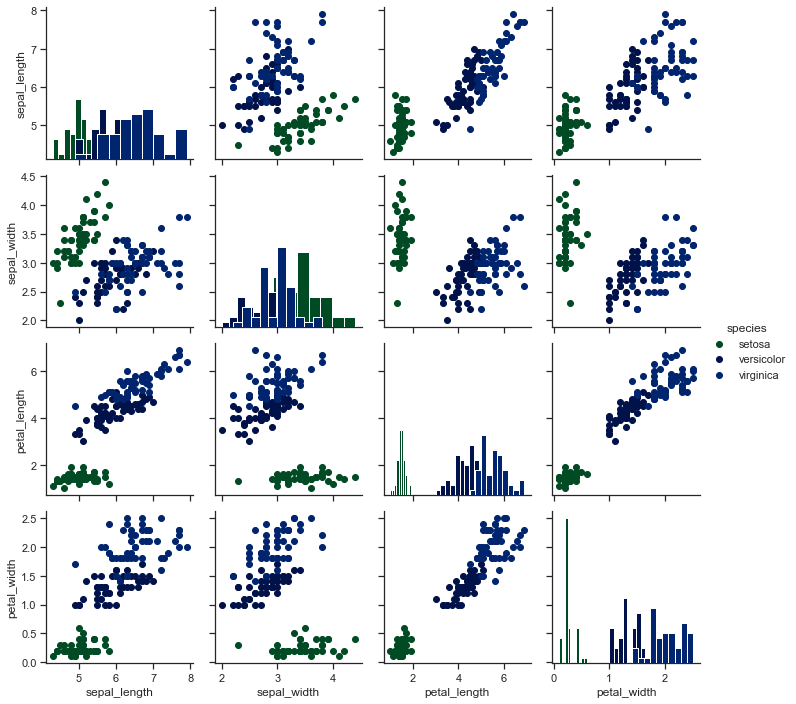 8
7
6
5
sepal_length
4.5
4.0
3.5
3.0
2.5
2.0
sepal_width
6
4
2
petal_length
2.5
2.0
1.5
1.0
0.5
0.0
petal_width
5 6 7 8
sepal_length
2 3 4
sepal_width
2 4 6
petal_length
0 1 2
petal_width
species
setosa
versicolor
virginica